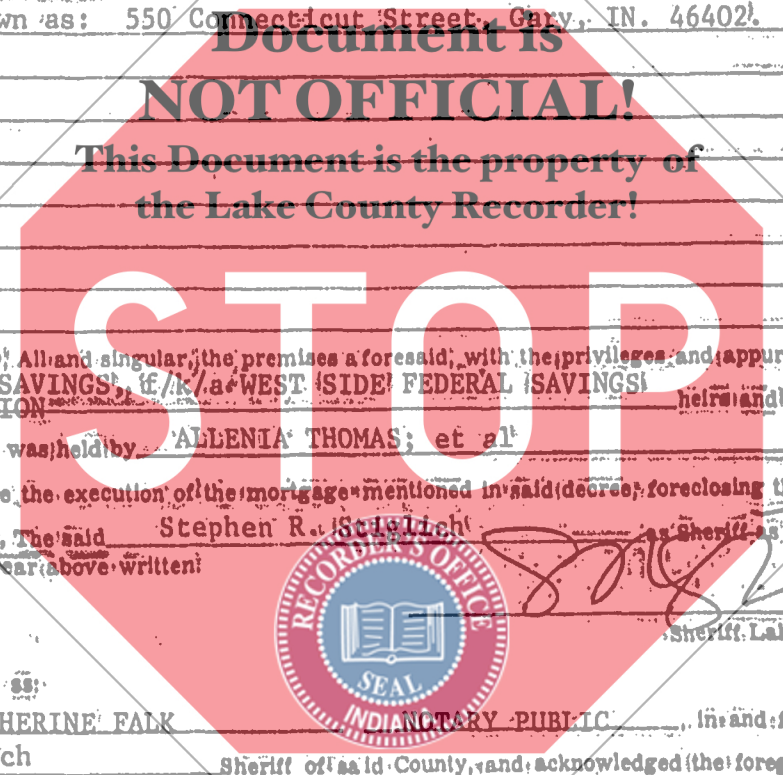 wn as: 550 Connecticut Street, Gary, IN. 46402.
Document is
NOT OFFICIAL!
This Document is the property of
the Lake County Recorder!
STOP
All and singular, the premises aforesaid, with the privileges and appur
SAVINGS, f/k/a WEST SIDE FEDERAL SAVINGS
ION heirs and
was held by ALLENIA THOMAS; et al
e the execution of the mortgage mentioned in said decree, foreclosing t
The said Stephen R. Stiglich as Sheriff as
ear above written
RECORDER'S OFFICE
SEAL
INDIANA
Sheriff Lak
ss:
HERINE FALK NOTARY PUBLIC, in and f
ch
Sheriff of said County, and acknowledged the fore